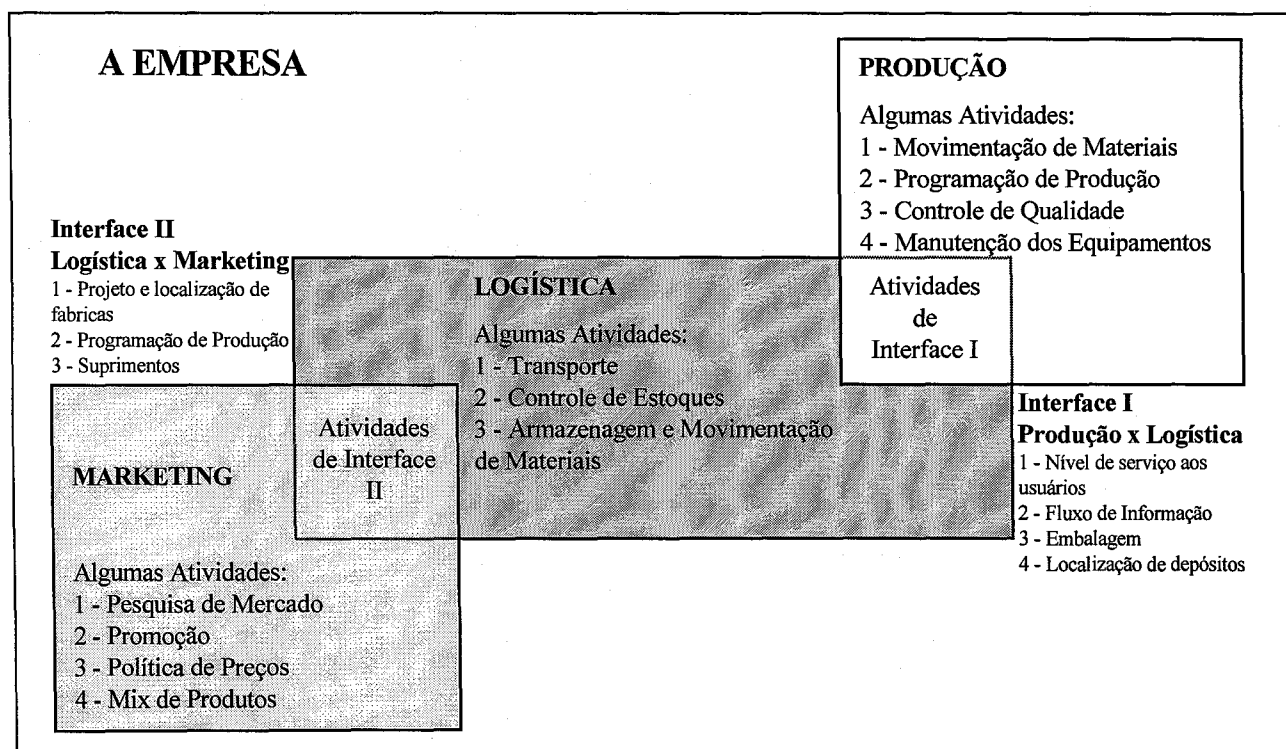 A EMPRESA
PRODUÇÃO
Algumas Atividades:
1 - Movimentação de Materiais
2 - Programação de Produção
3 - Controle de Qualidade
4 - Manutenção dos Equipamentos
Interface II
Logística x Marketing
1 - Projeto e localização de
fabricas
2 - Programação de Produção
3 - Suprimentos
LOGÍSTICA
Algumas Atividades:
1 - Transporte
2 - Controle de Estoques
3 - Armazenagem e Movimentação
de Materiais
Atividades
de
Interface I
Interface I
Produção x Logística
1 - Nível de serviço aos
usuários
2 - Fluxo de Informação
3 - Embalagem
4 - Localização de depósitos
Atividades
de Interface
II
MARKETING
Algumas Atividades:
1 - Pesquisa de Mercado
2 - Promoção
3 - Política de Preços
4 - Mix de Produtos